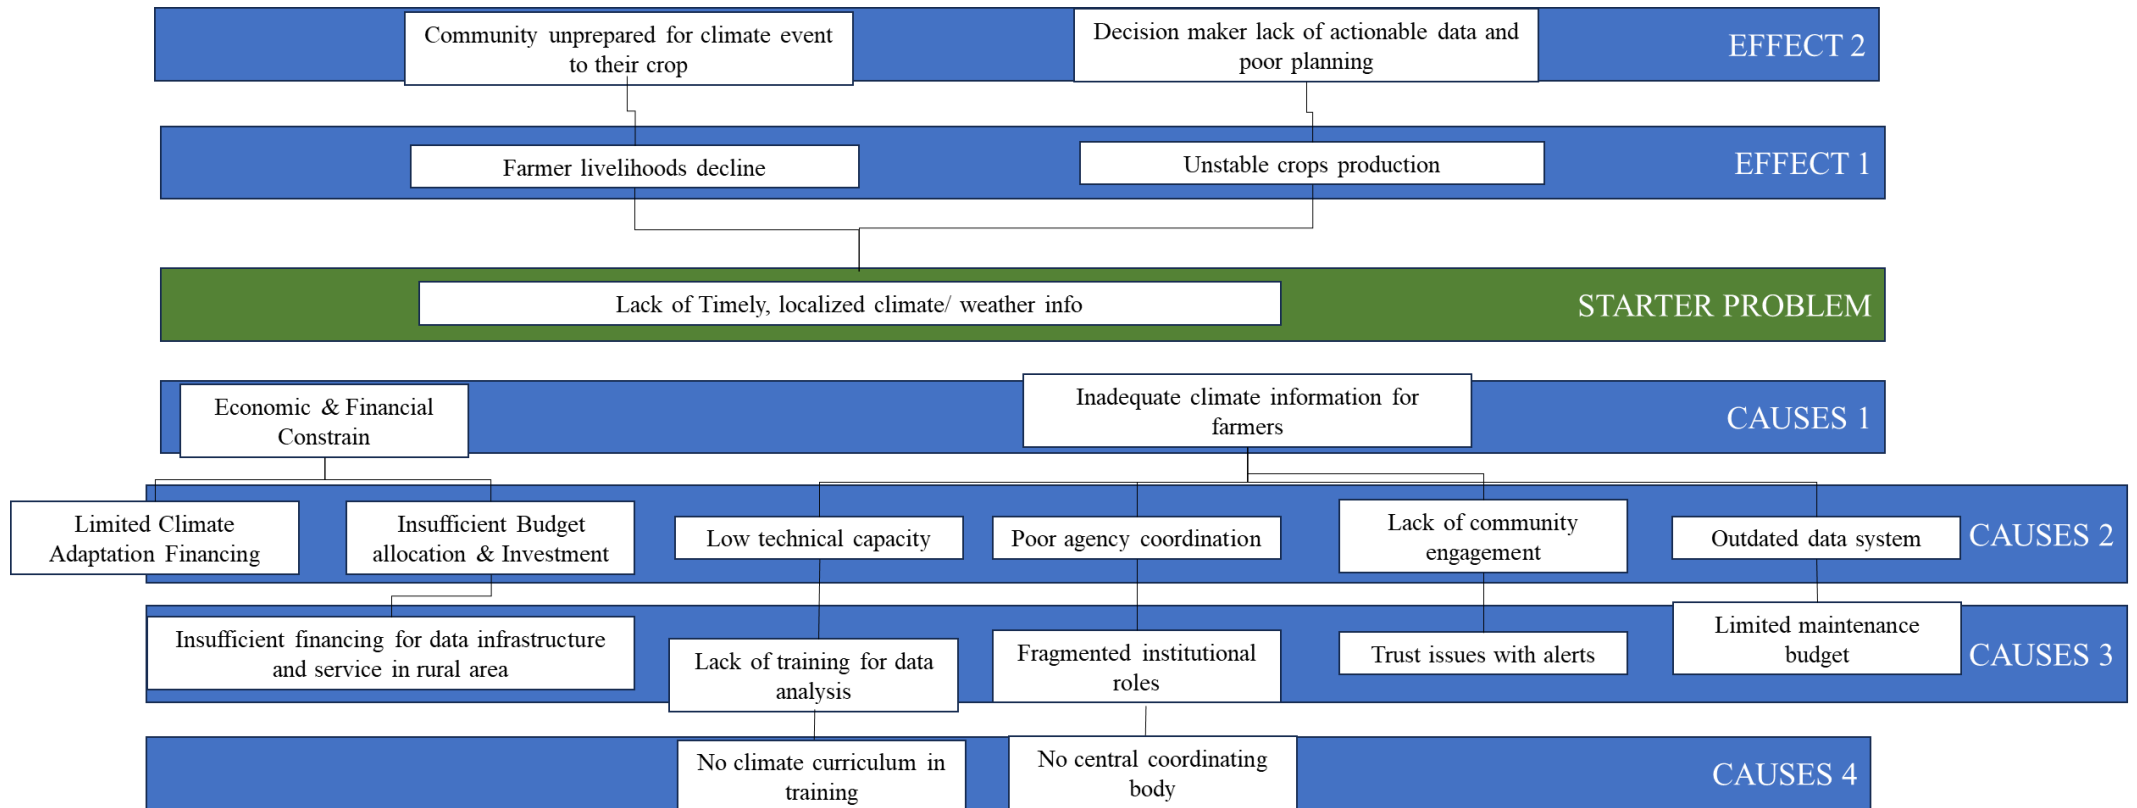 Community unprepared for climate event
to their crop
Decision maker lack of actionable data and
poor planning
EFFECT 2
Farmer livelihoods decline
Unstable crops production
EFFECT 1
Lack of Timely, localized climate/ weather info
STARTER PROBLEM
Economic & Financial
Constrain
Inadequate climate information for
farmers
CAUSES 1
Limited Climate
Adaptation Financing
Insufficient Budget
allocation & Investment
Low technical capacity
Poor agency coordination
Lack of community
engagement
Outdated data system
CAUSES 2
Insufficient financing for data infrastructure
and service in rural area
Lack of training for data
analysis
Fragmented institutional
roles
Trust issues with alerts
Limited maintenance
budget
CAUSES 3
No climate curriculum in
training
No central coordinating
body
CAUSES 4